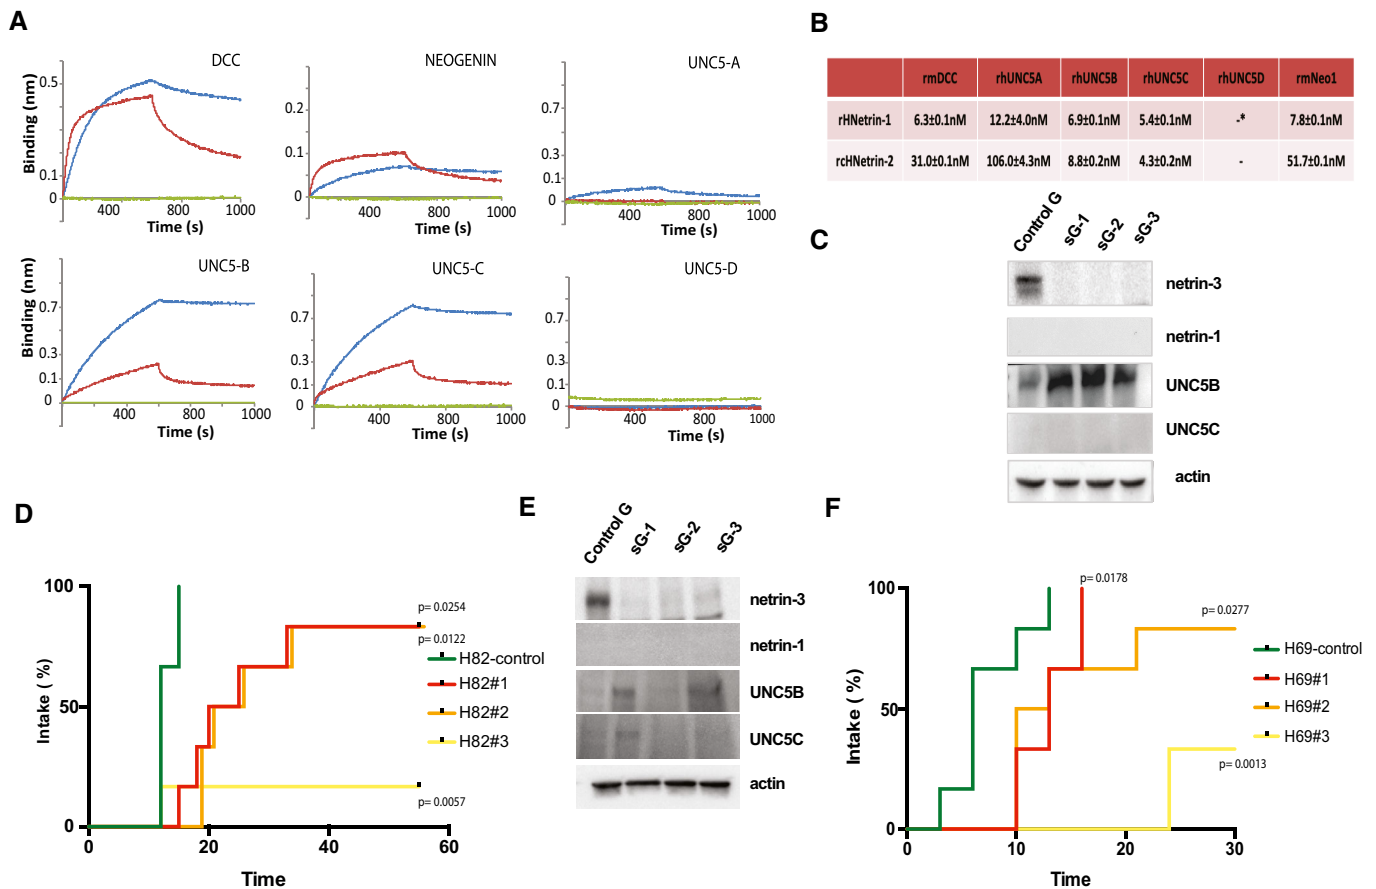 A
DCC
Binding (nm)
0.5
0.1
0
400 800 1000
Time (s)
NEOGENIN
0.2
0.1
0
400 800 1000
Time (s)
UNC5-A
0.7
0.3
0.1
0
400 800 1000
Time (s)
UNC5-B
Binding (nm)
0.7
0.3
0.1
0
400 800 1000
Time (s)
UNC5-C
0.7
0.3
0.1
0
400 800 1000
Time (s)
UNC5-D
0.7
0.3
0.1
0
400 800 1000
Time (s)
B
rmDCC rhUNC5A rhUNC5B rhUNC5C rhUNC5D rmNeo1
rHNetrin-1 6.3±0.1nM 12.2±4.0nM 6.9±0.1nM 5.4±0.1nM -* 7.8±0.1nM
rcHNetrin-2 31.0±0.1nM 106.0±4.3nM 8.8±0.2nM 4.3±0.2nM - 51.7±0.1nM
C
Control G sG-1 sG-2 sG-3
netrin-3
netrin-1
UNC5B
UNC5C
actin
D
Intake ( %)
100
50
0
0 20 40 60
Time
p= 0.0254
p= 0.0122
p= 0.0057
H82-control
H82#1
H82#2
H82#3
E
Control G sG-1 sG-2 sG-3
netrin-3
netrin-1
UNC5B
UNC5C
actin
F
Intake ( %)
100
50
0
0 10 20 30
Time
p= 0.0178
p= 0.0277
p= 0.0013
H69-control
H69#1
H69#2
H69#3